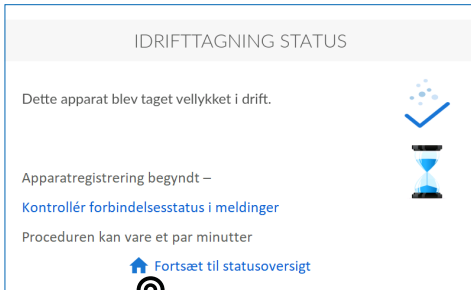 IDRIFTTAGNING STATUS
Dette apparat blev taget vellykket i drift.
Apparatregistrering begyndt –
Kontrollér forbindelsesstatus i meldinger
Proceduren kan vare et par minutter
Fortsæt til statusoversigt